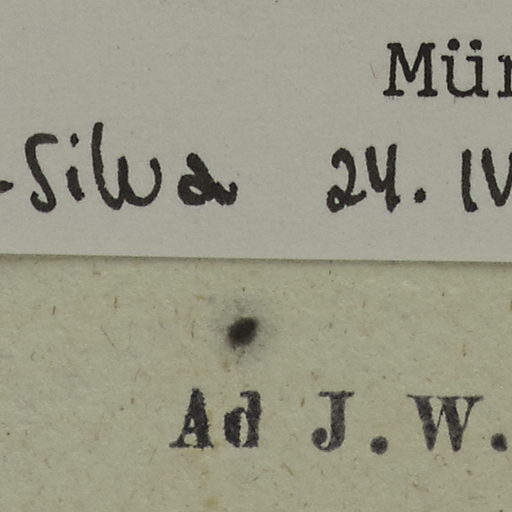 Mün
-Silva 24. IV
Ad J. W.